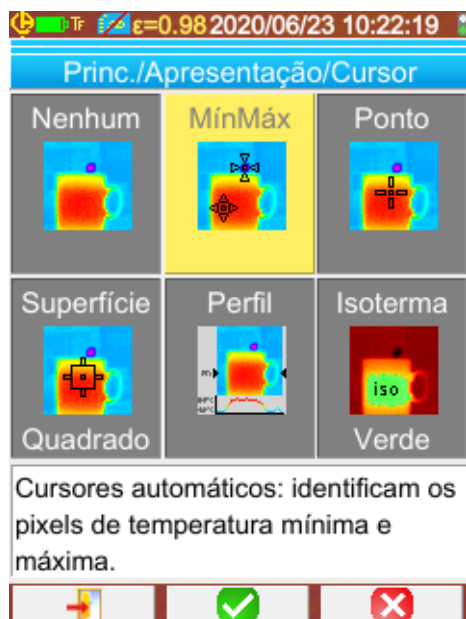 TF ε=0.98 2020/06/23 10:22:19
Princ./Apresentação/Cursor
Nenhum MínMáx Ponto
Superfície Perfil Isoterma
iso
Quadrado Verde
Cursores automáticos: identificam os
pixels de temperatura mínima e
máxima.